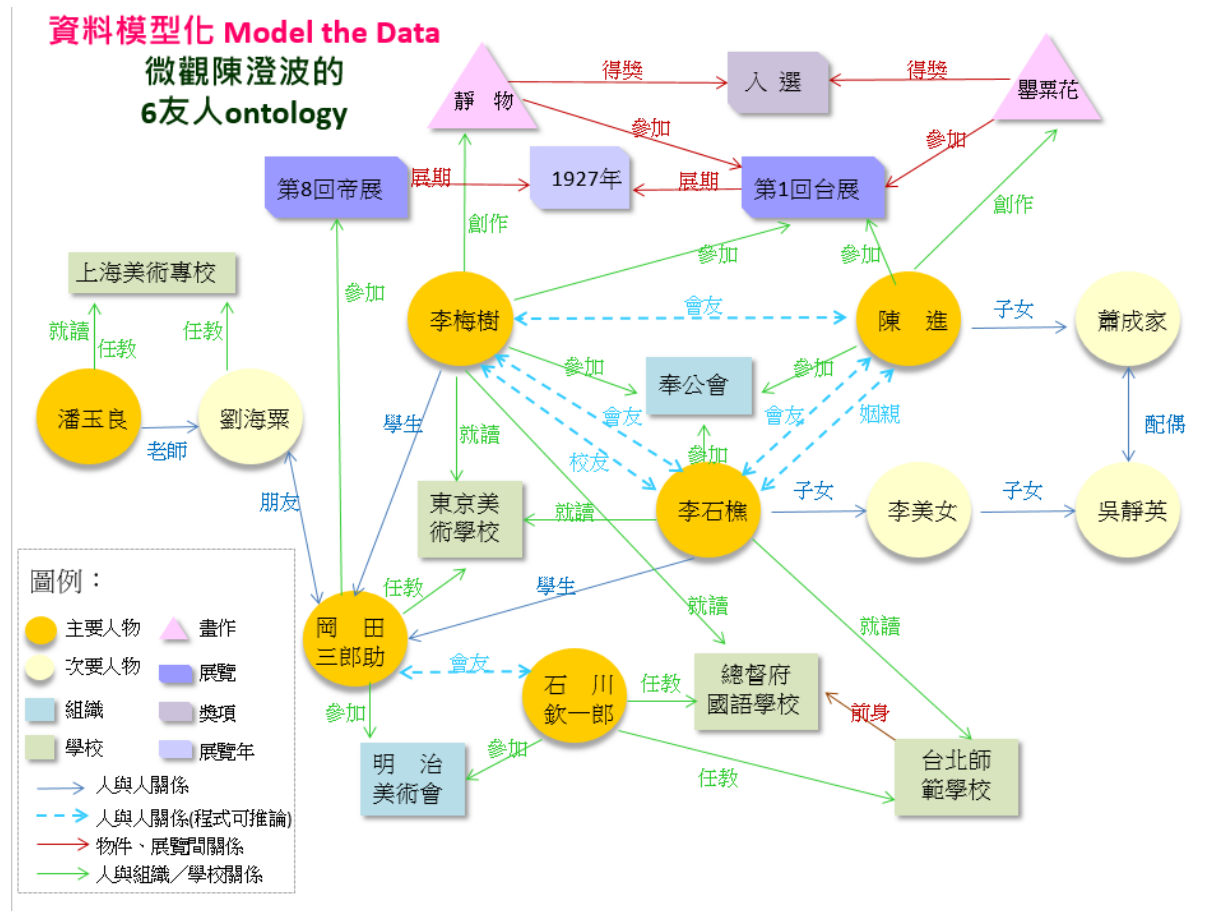 資料模型化 Model the Data
微觀陳澄波的
6友人ontology
靜 物
得獎
入 選
得獎
罌粟花
參加
參加
第8回帝展
展期
1927年
展期
第1回台展
創作
創作
上海美術專校
參加
參加
參加
就讀
任教
任教
李梅樹
會友
陳 進
子女
蕭成家
參加
奉公會
參加
潘玉良
老師
劉海粟
學生
就讀
會友
會友
姻親
配偶
校友
參加
朋友
東京美
術學校
就讀
李石樵
子女
李美女
子女
吳靜英
任教
學生
就讀
就讀
岡 田
三郎助
會友
石 川
欽一郎
任教
總督府
國語學校
前身
參加
參加
任教
明 治
美術會
台北師
範學校
圖例：
主要人物
畫作
次要人物
展覽
組織
獎項
學校
展覽年
人與人關係
人與人關係(程式可推論)
物件、展覽間關係
人與組織／學校關係